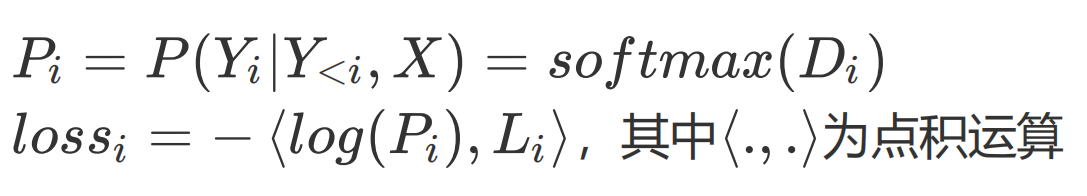 P_i = P(Y_i|Y_{<i}, X) = softmax(D_i)
loss_i = − ⟨log(P_i), L_i⟩，其中⟨.,.⟩为点积运算